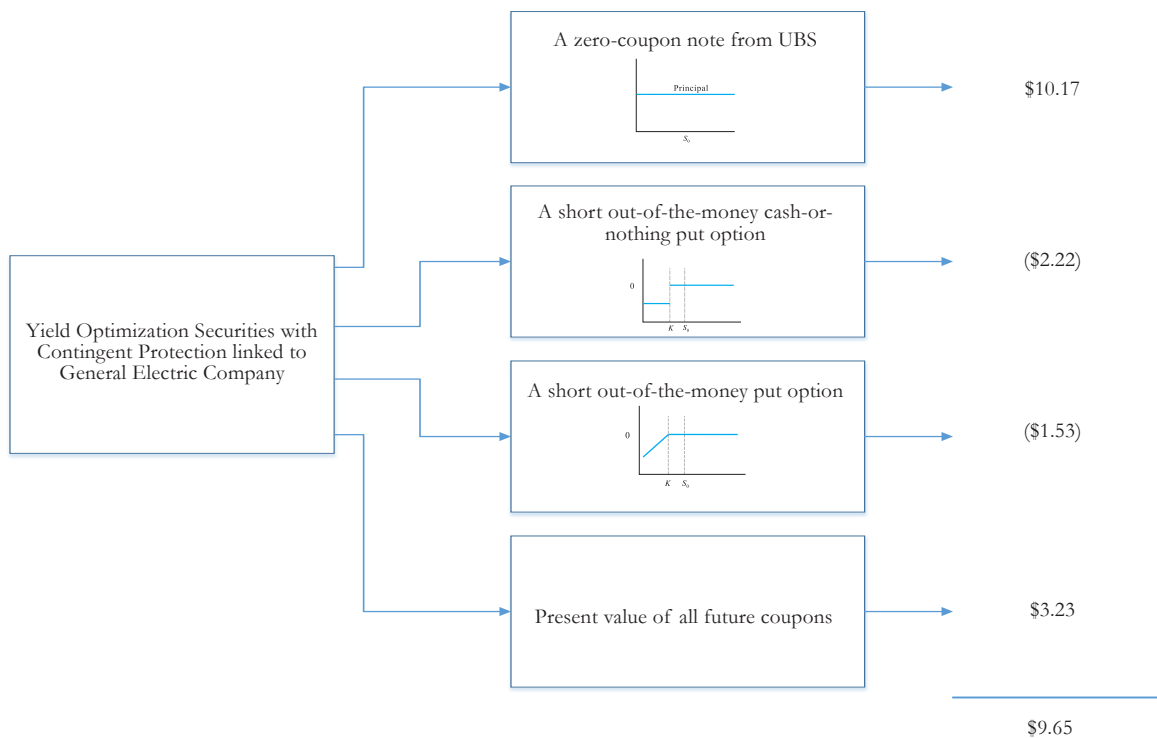 Yield Optimization Securities with
Contingent Protection linked to
General Electric Company
A zero-coupon note from UBS
Principal
S₀
$10.17
A short out-of-the-money cash-or-
nothing put option
0
K S₀
($2.22)
A short out-of-the-money put option
0
K S₀
($1.53)
Present value of all future coupons
$3.23
$9.65